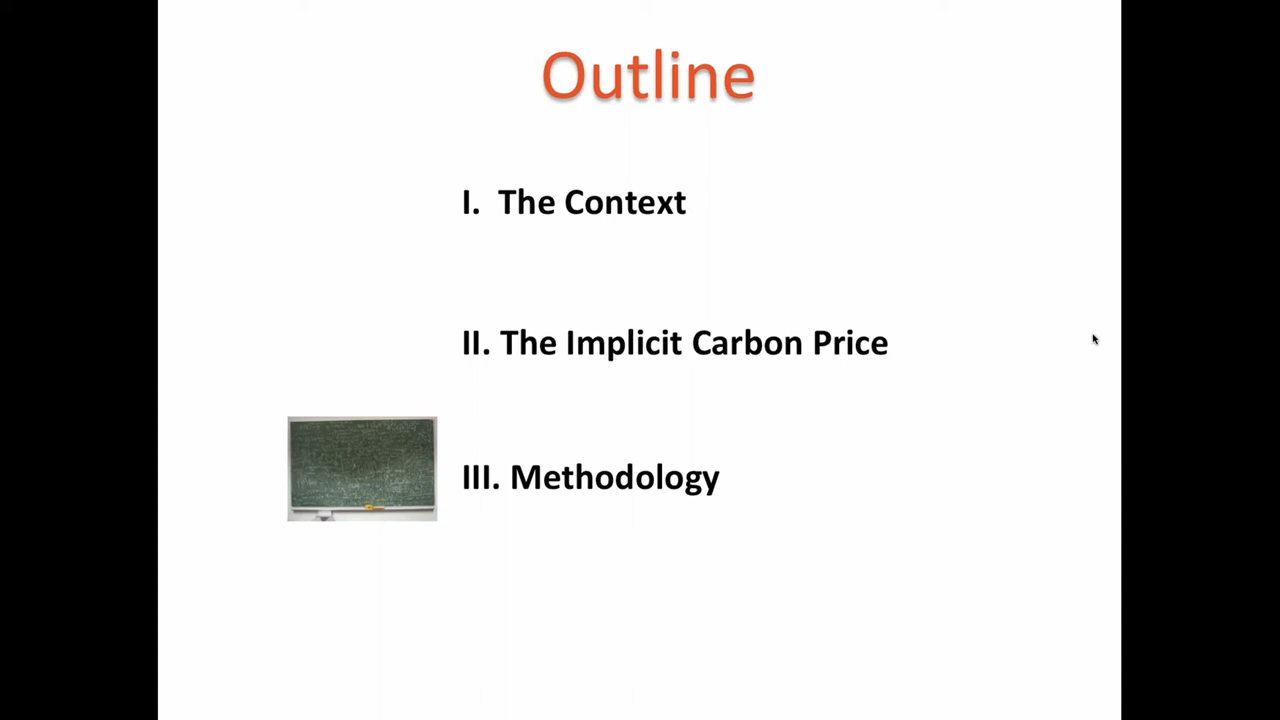 Outline
I. The Context
II. The Implicit Carbon Price
III. Methodology